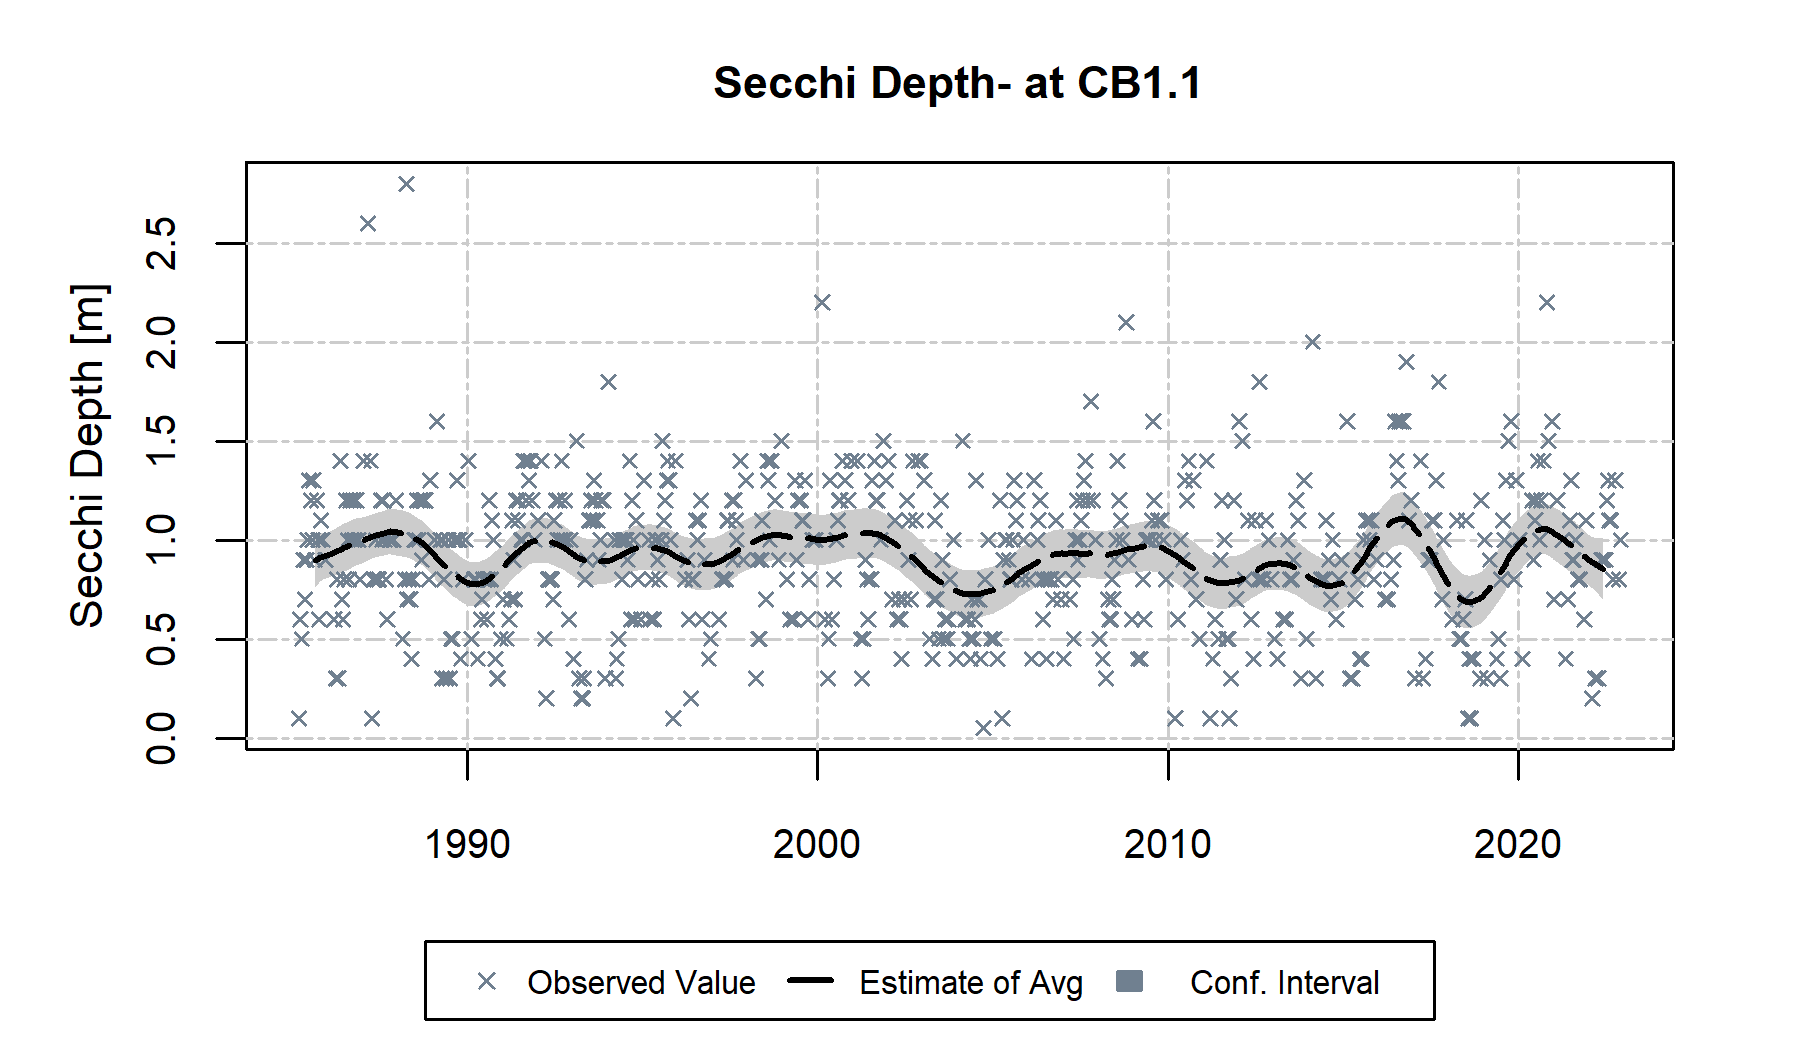 Secchi Depth- at CB1.1
Secchi Depth [m]
2.5
2.0
1.5
1.0
0.5
0.0
1990 2000 2010 2020
Observed Value Estimate of Avg Conf. Interval